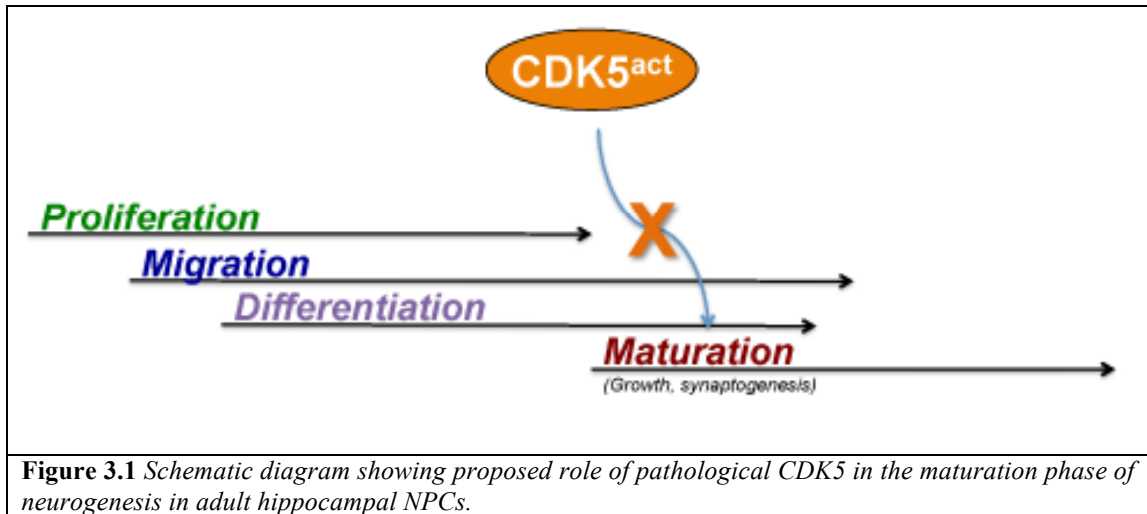 CDK5act
Proliferation
Migration
X
Differentiation
Maturation
(Growth, synaptogenesis)
Figure 3.1 Schematic diagram showing proposed role of pathological CDK5 in the maturation phase of
neurogenesis in adult hippocampal NPCs.